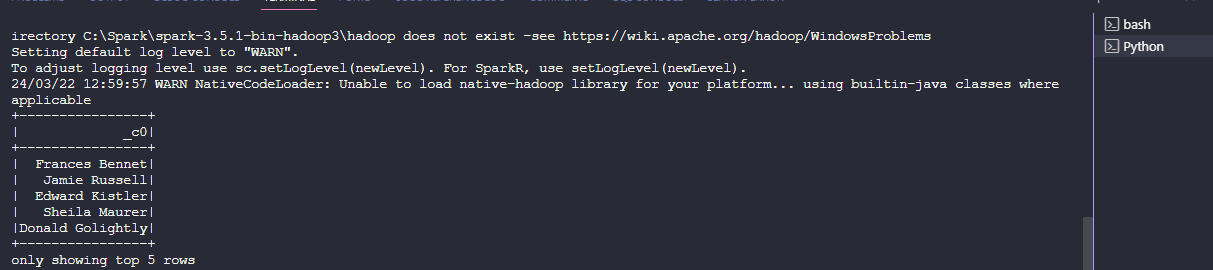 irectory C:\Spark\spark-3.5.1-bin-hadoop3\hadoop does not exist -see https://wiki.apache.org/hadoop/WindowsProblems
Setting default log level to "WARN".
To adjust logging level use sc.setLogLevel(newLevel). For SparkR, use setLogLevel(newLevel).
24/03/22 12:59:57 WARN NativeCodeLoader: Unable to load native-hadoop library for your platform... using builtin-java classes where
applicable
+----------------+
|             _c0|
+----------------+
|  Frances Bennet|
|   Jamie Russell|
|  Edward Kistler|
|   Sheila Maurer|
|Donald Golightly|
+----------------+
only showing top 5 rows
bash
Python